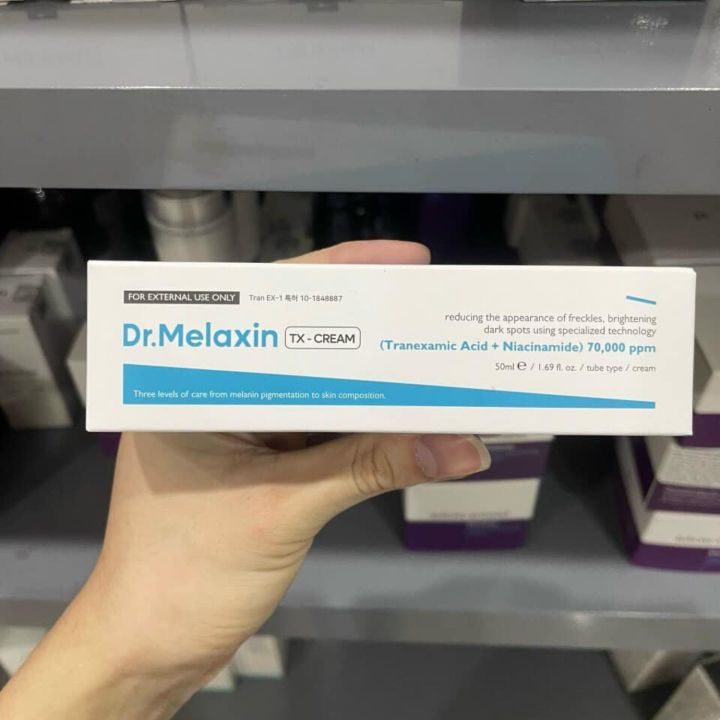 FOR EXTERNAL USE ONLY Tran EX-1 특허 10-1848887
Dr.Melaxin TX-CREAM
Three levels of care from melanin pigmentation to skin composition.
reducing the appearance of freckles, brightening
dark spots using specialized technology
(Tranexamic Acid + Niacinamide) 70,000 ppm
50ml ℮ / 1.69 fl. oz. / tube type / cream